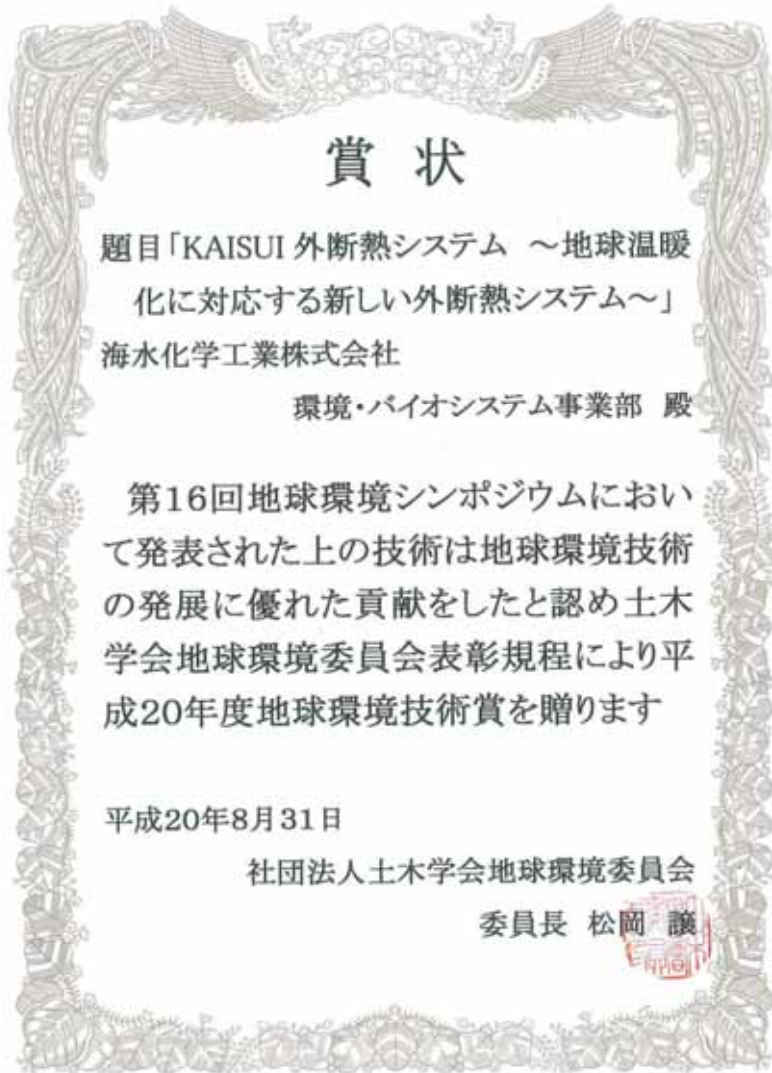 賞 状
題目「KAISUI 外断熱システム ～地球温暖
化に対応する新しい外断熱システム～」
海水化学工業株式会社
環境・バイオシステム事業部 殿
第16回地球環境シンポジウムにおい
て発表された上の技術は地球環境技術
の発展に優れた貢献をしたと認め土木
学会地球環境委員会表彰規程により平
成20年度地球環境技術賞を贈ります
平成20年8月31日
社団法人土木学会地球環境委員会
委員長 松岡 譲